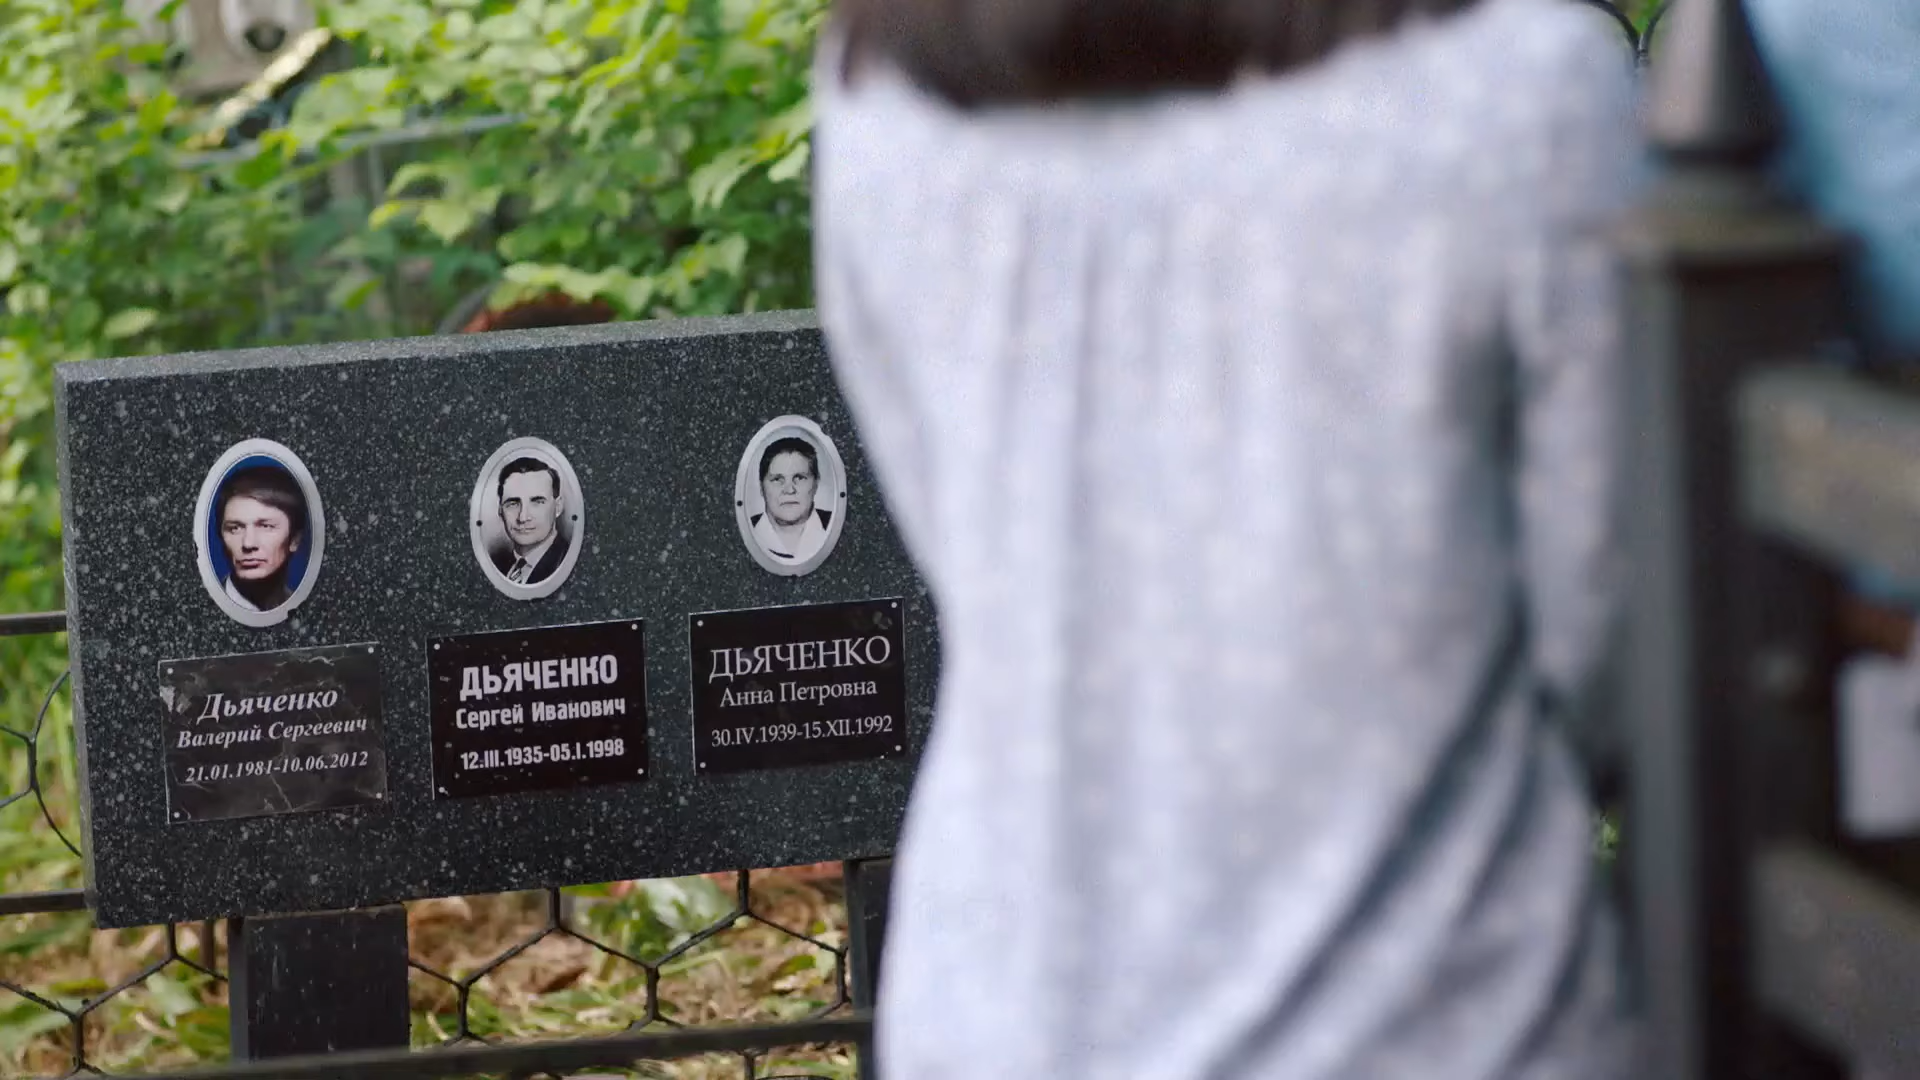 Дьяченко
Валерий Сергеевич
21.01.1981-10.06.2012
ДЬЯЧЕНКО
Сергей Иванович
12.III.1935-05.I.1998
ДЬЯЧЕНКО
Анна Петровна
30.IV.1939-15.XII.1992